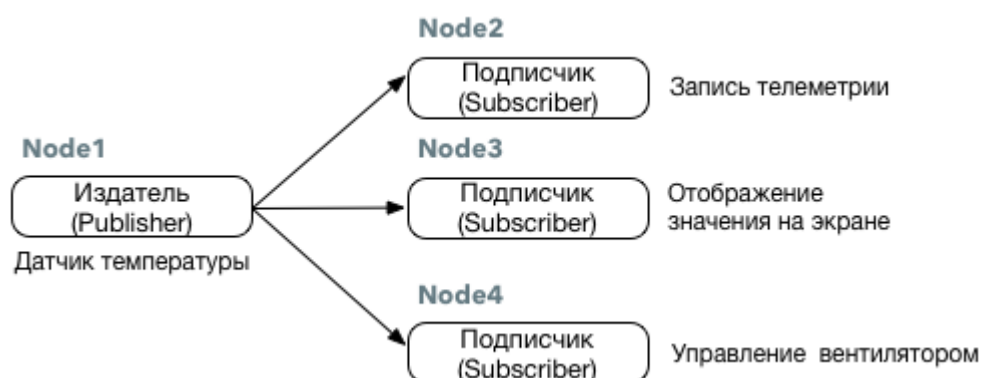 Node2
Подписчик
(Subscriber)
Запись телеметрии
Node1
Издатель
(Publisher)
Датчик температуры
Node3
Подписчик
(Subscriber)
Отображение
значения на экране
Node4
Подписчик
(Subscriber)
Управление вентилятором